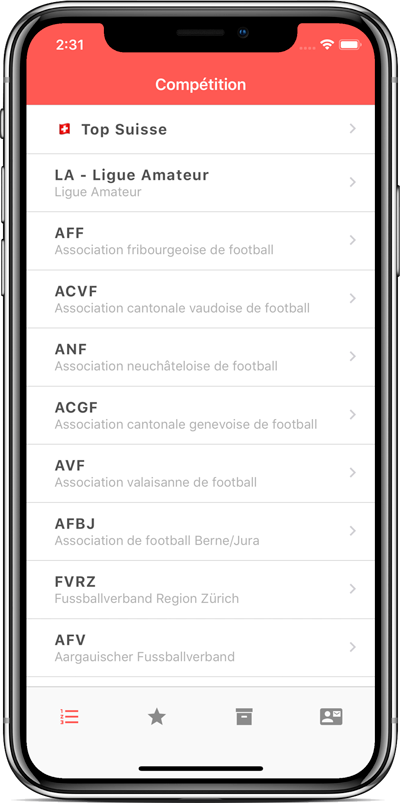 2:31
Compétition
Top Suisse
LA - Ligue Amateur
Ligue Amateur
AFF
Association fribourgeoise de football
ACVF
Association cantonale vaudoise de football
ANF
Association neuchâteloise de football
ACGF
Association cantonale genevoise de football
AVF
Association valaisanne de football
AFBJ
Association de football Berne/Jura
FVRZ
Fussballverband Region Zürich
AFV
Aargauischer Fussballverband